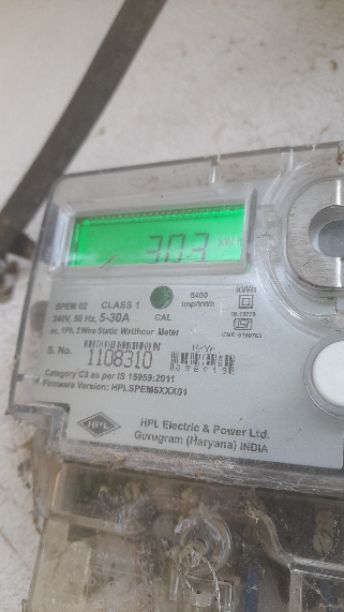 303 kWh
SPEM 02 CLASS 1
240V, 50 Hz, 5-30A CAL
5400 imp/kWh
kWh
ac, 1Ph, 2 Wire Static Watthour Meter
S. No. 1108310
Category C3 as per IS 15959:2011
Firmware Version: HPLSPEM6XXX01
HPL
HPL Electric & Power Ltd.
Gurugram (Haryana) INDIA